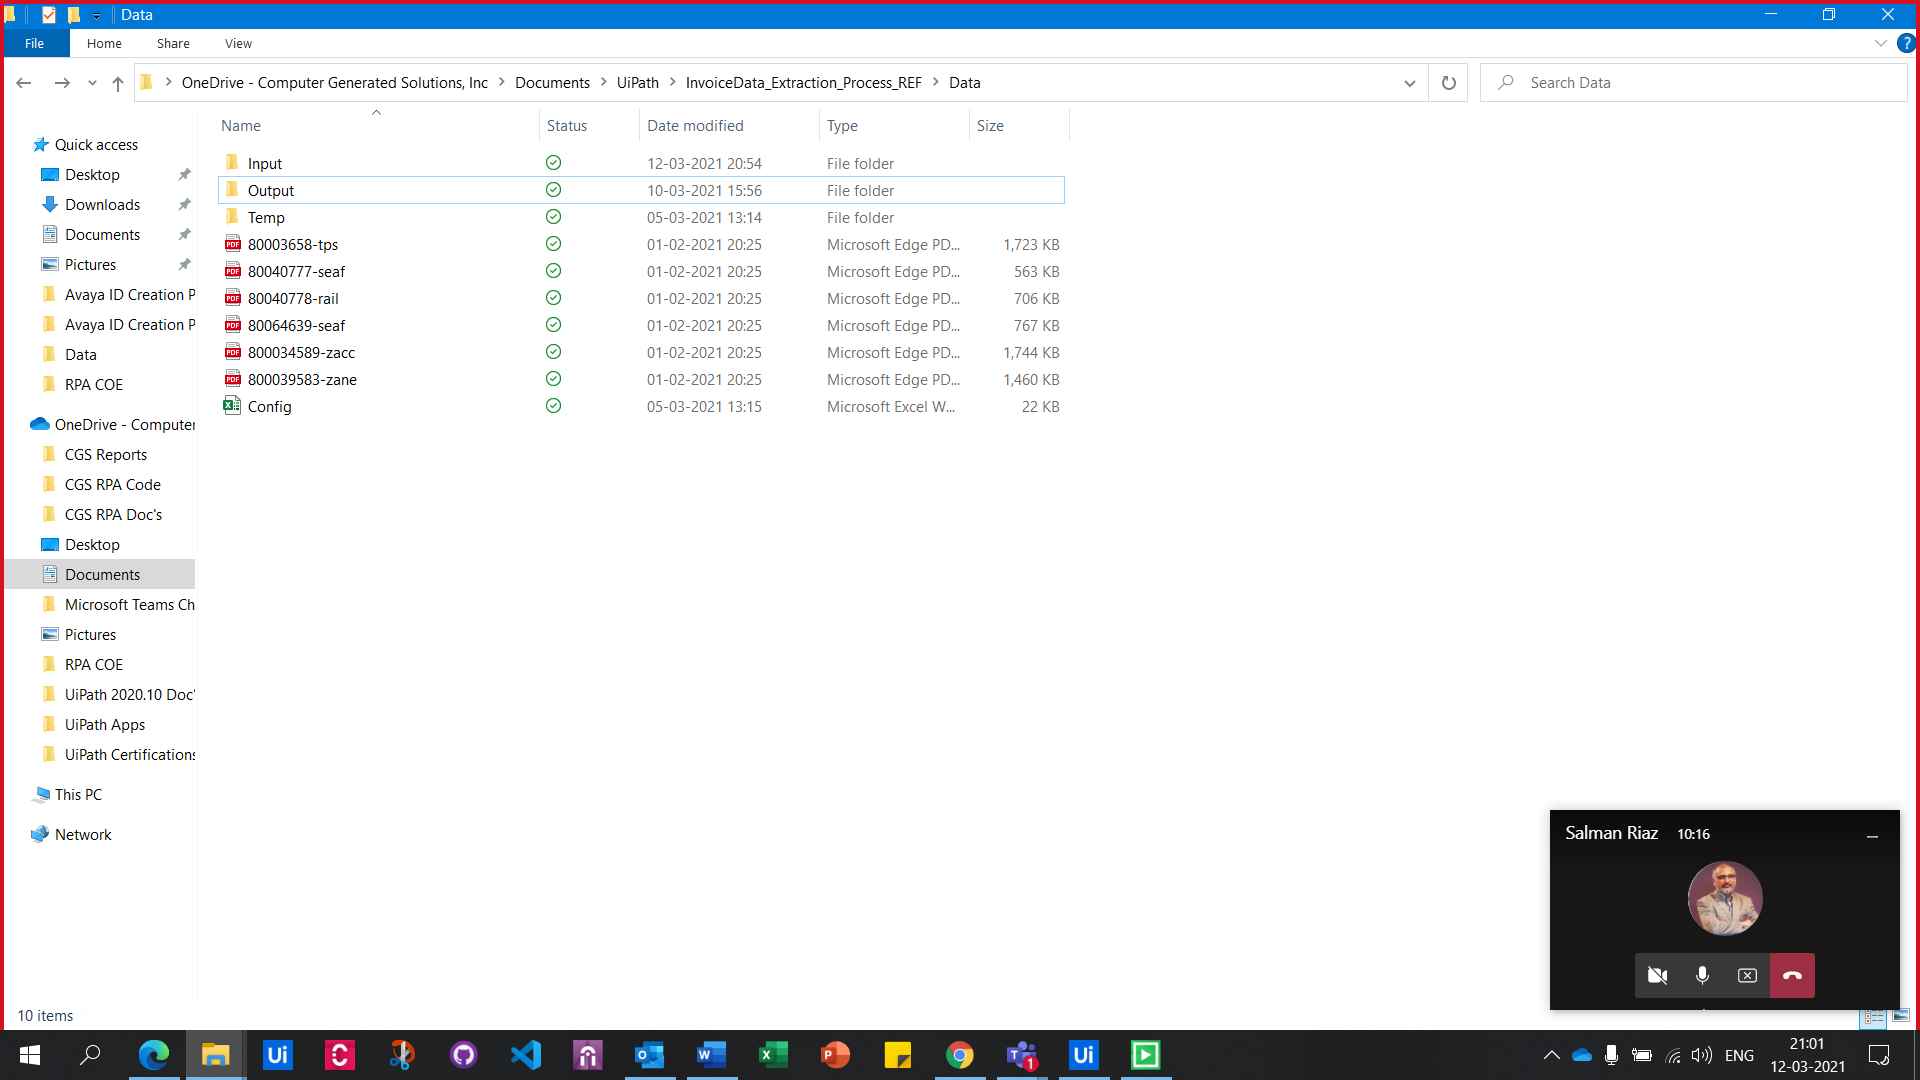 Data
File Home Share View
OneDrive - Computer Generated Solutions, Inc Documents UiPath InvoiceData_Extraction_Process_REF Data
Search Data
Name Status Date modified Type Size
Input 12-03-2021 20:54 File folder
Output 10-03-2021 15:56 File folder
Temp 05-03-2021 13:14 File folder
80003658-tps 01-02-2021 20:25 Microsoft Edge PD... 1,723 KB
80040777-seaf 01-02-2021 20:25 Microsoft Edge PD... 563 KB
80040778-rail 01-02-2021 20:25 Microsoft Edge PD... 706 KB
80064639-seaf 01-02-2021 20:25 Microsoft Edge PD... 767 KB
800034589-zacc 01-02-2021 20:25 Microsoft Edge PD... 1,744 KB
800039583-zane 01-02-2021 20:25 Microsoft Edge PD... 1,460 KB
Config 05-03-2021 13:15 Microsoft Excel W... 22 KB
Quick access
Desktop
Downloads
Documents
Pictures
Avaya ID Creation P
Avaya ID Creation P
Data
RPA COE
OneDrive - Computer
CGS Reports
CGS RPA Code
CGS RPA Doc's
Desktop
Documents
Microsoft Teams Ch
Pictures
RPA COE
UiPath 2020.10 Doc'
UiPath Apps
UiPath Certifications
This PC
Network
Salman Riaz 10:16
10 items
ENG
21:01
12-03-2021